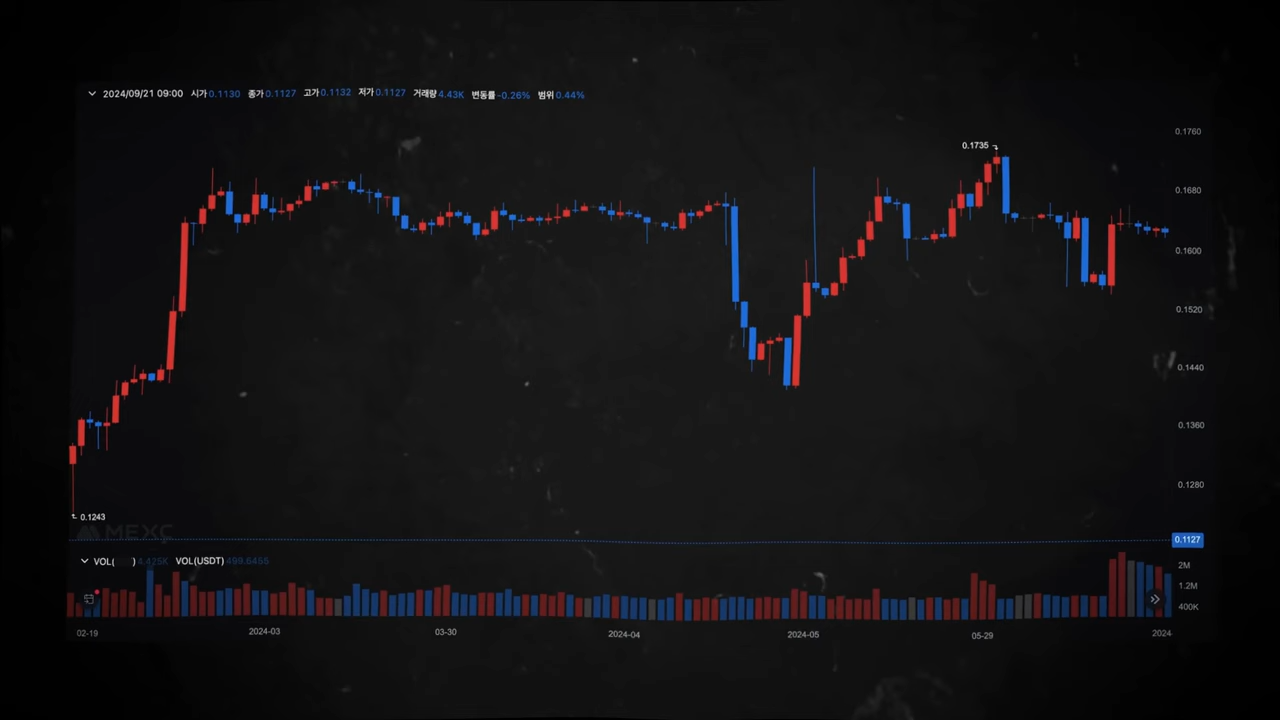 2024/09/21 09:00 시가 0.1130 종가 0.1127 고가 0.1132 저가 0.1127 거래량 4.43K 변동률 -0.26% 범위 0.44%
0.1760
0.1735
0.1680
0.1600
0.1520
0.1440
0.1360
0.1280
0.1243
MEXC
0.1127
VOL( ) 4.425K VOL(USDT) 499.6455
2M
1.2M
400K
02-19 2024-03 03-30 2024-04 2024-05 05-29 2024